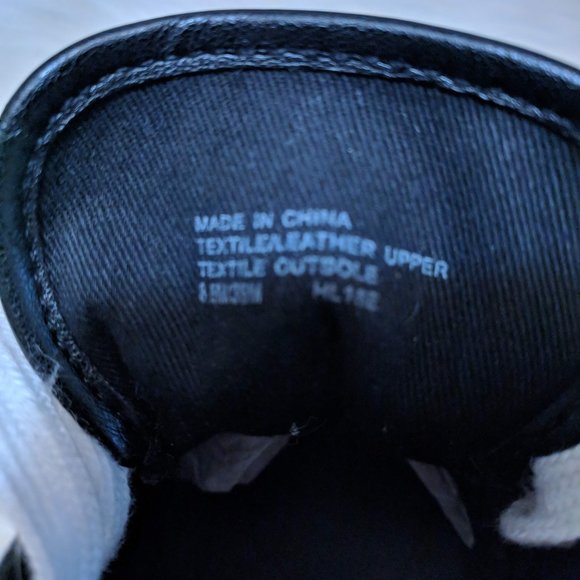 MADE IN CHINA
TEXTILE/LEATHER UPPER
TEXTILE OUTSOLE